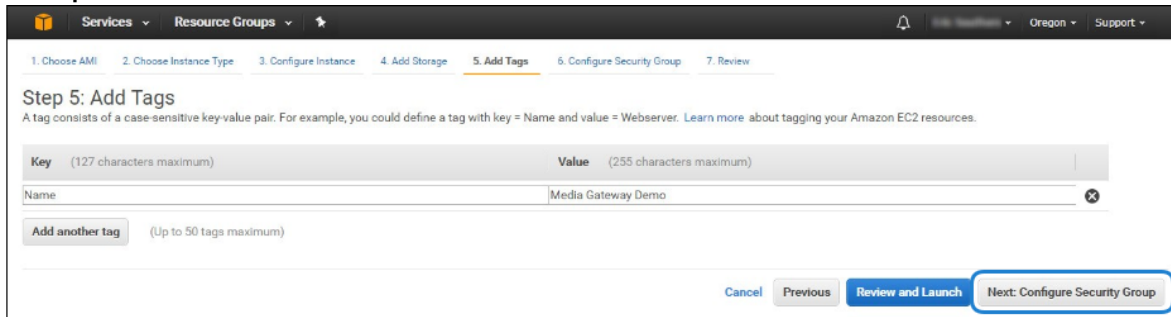 Services Resource Groups Oregon Support
1. Choose AMI 2. Choose Instance Type 3. Configure Instance 4. Add Storage 5. Add Tags 6. Configure Security Group 7. Review
Step 5: Add Tags
A tag consists of a case-sensitive key-value pair. For example, you could define a tag with key = Name and value = Webserver. Learn more about tagging your Amazon EC2 resources.
Key (127 characters maximum) Value (255 characters maximum)
Name Media Gateway Demo
Add another tag (Up to 50 tags maximum)
Cancel Previous Review and Launch Next: Configure Security Group